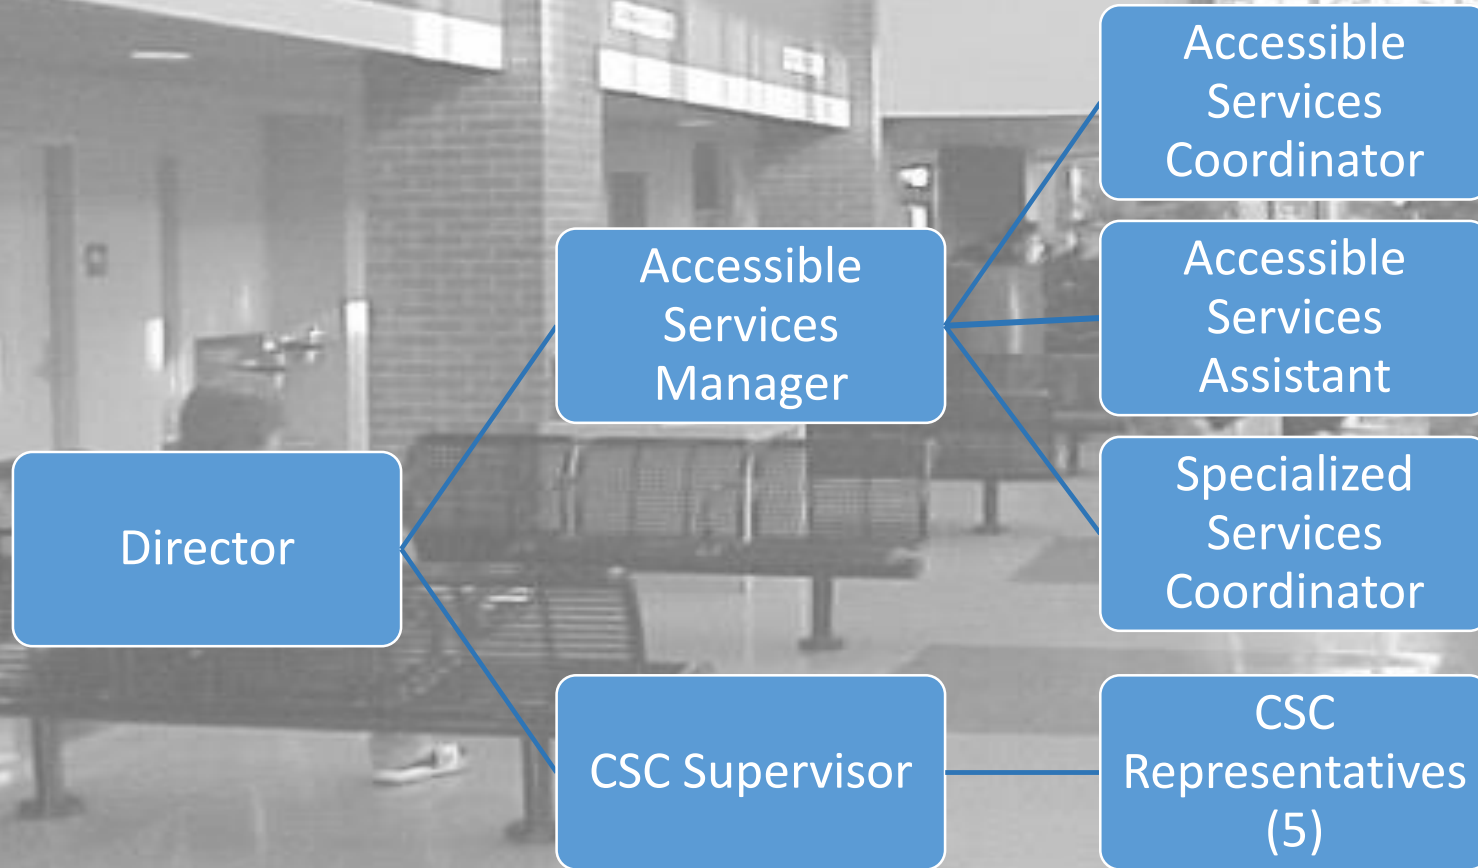 Director
Accessible
Services
Manager
CSC Supervisor
Accessible
Services
Coordinator
Accessible
Services
Assistant
Specialized
Services
Coordinator
CSC
Representatives
(5)